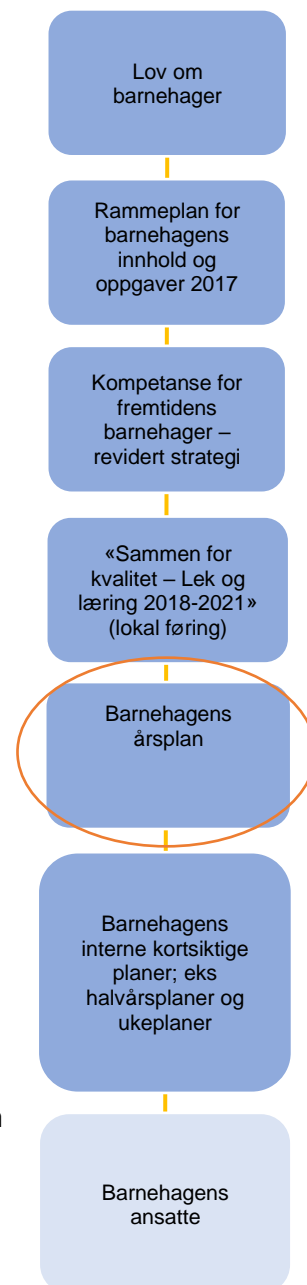 Lov om
barnehager
Rammeplan for
barnehagens
innhold og
oppgaver 2017
Kompetanse for
fremtidens
barnehager –
revidert strategi
«Sammen for
kvalitet – Lek og
læring 2018-2021»
(lokal føring)
Barnehagens
årsplan
Barnehagens
interne kortsiktige
planer; eks
halvårsplaner og
ukeplaner
Barnehagens
ansatte